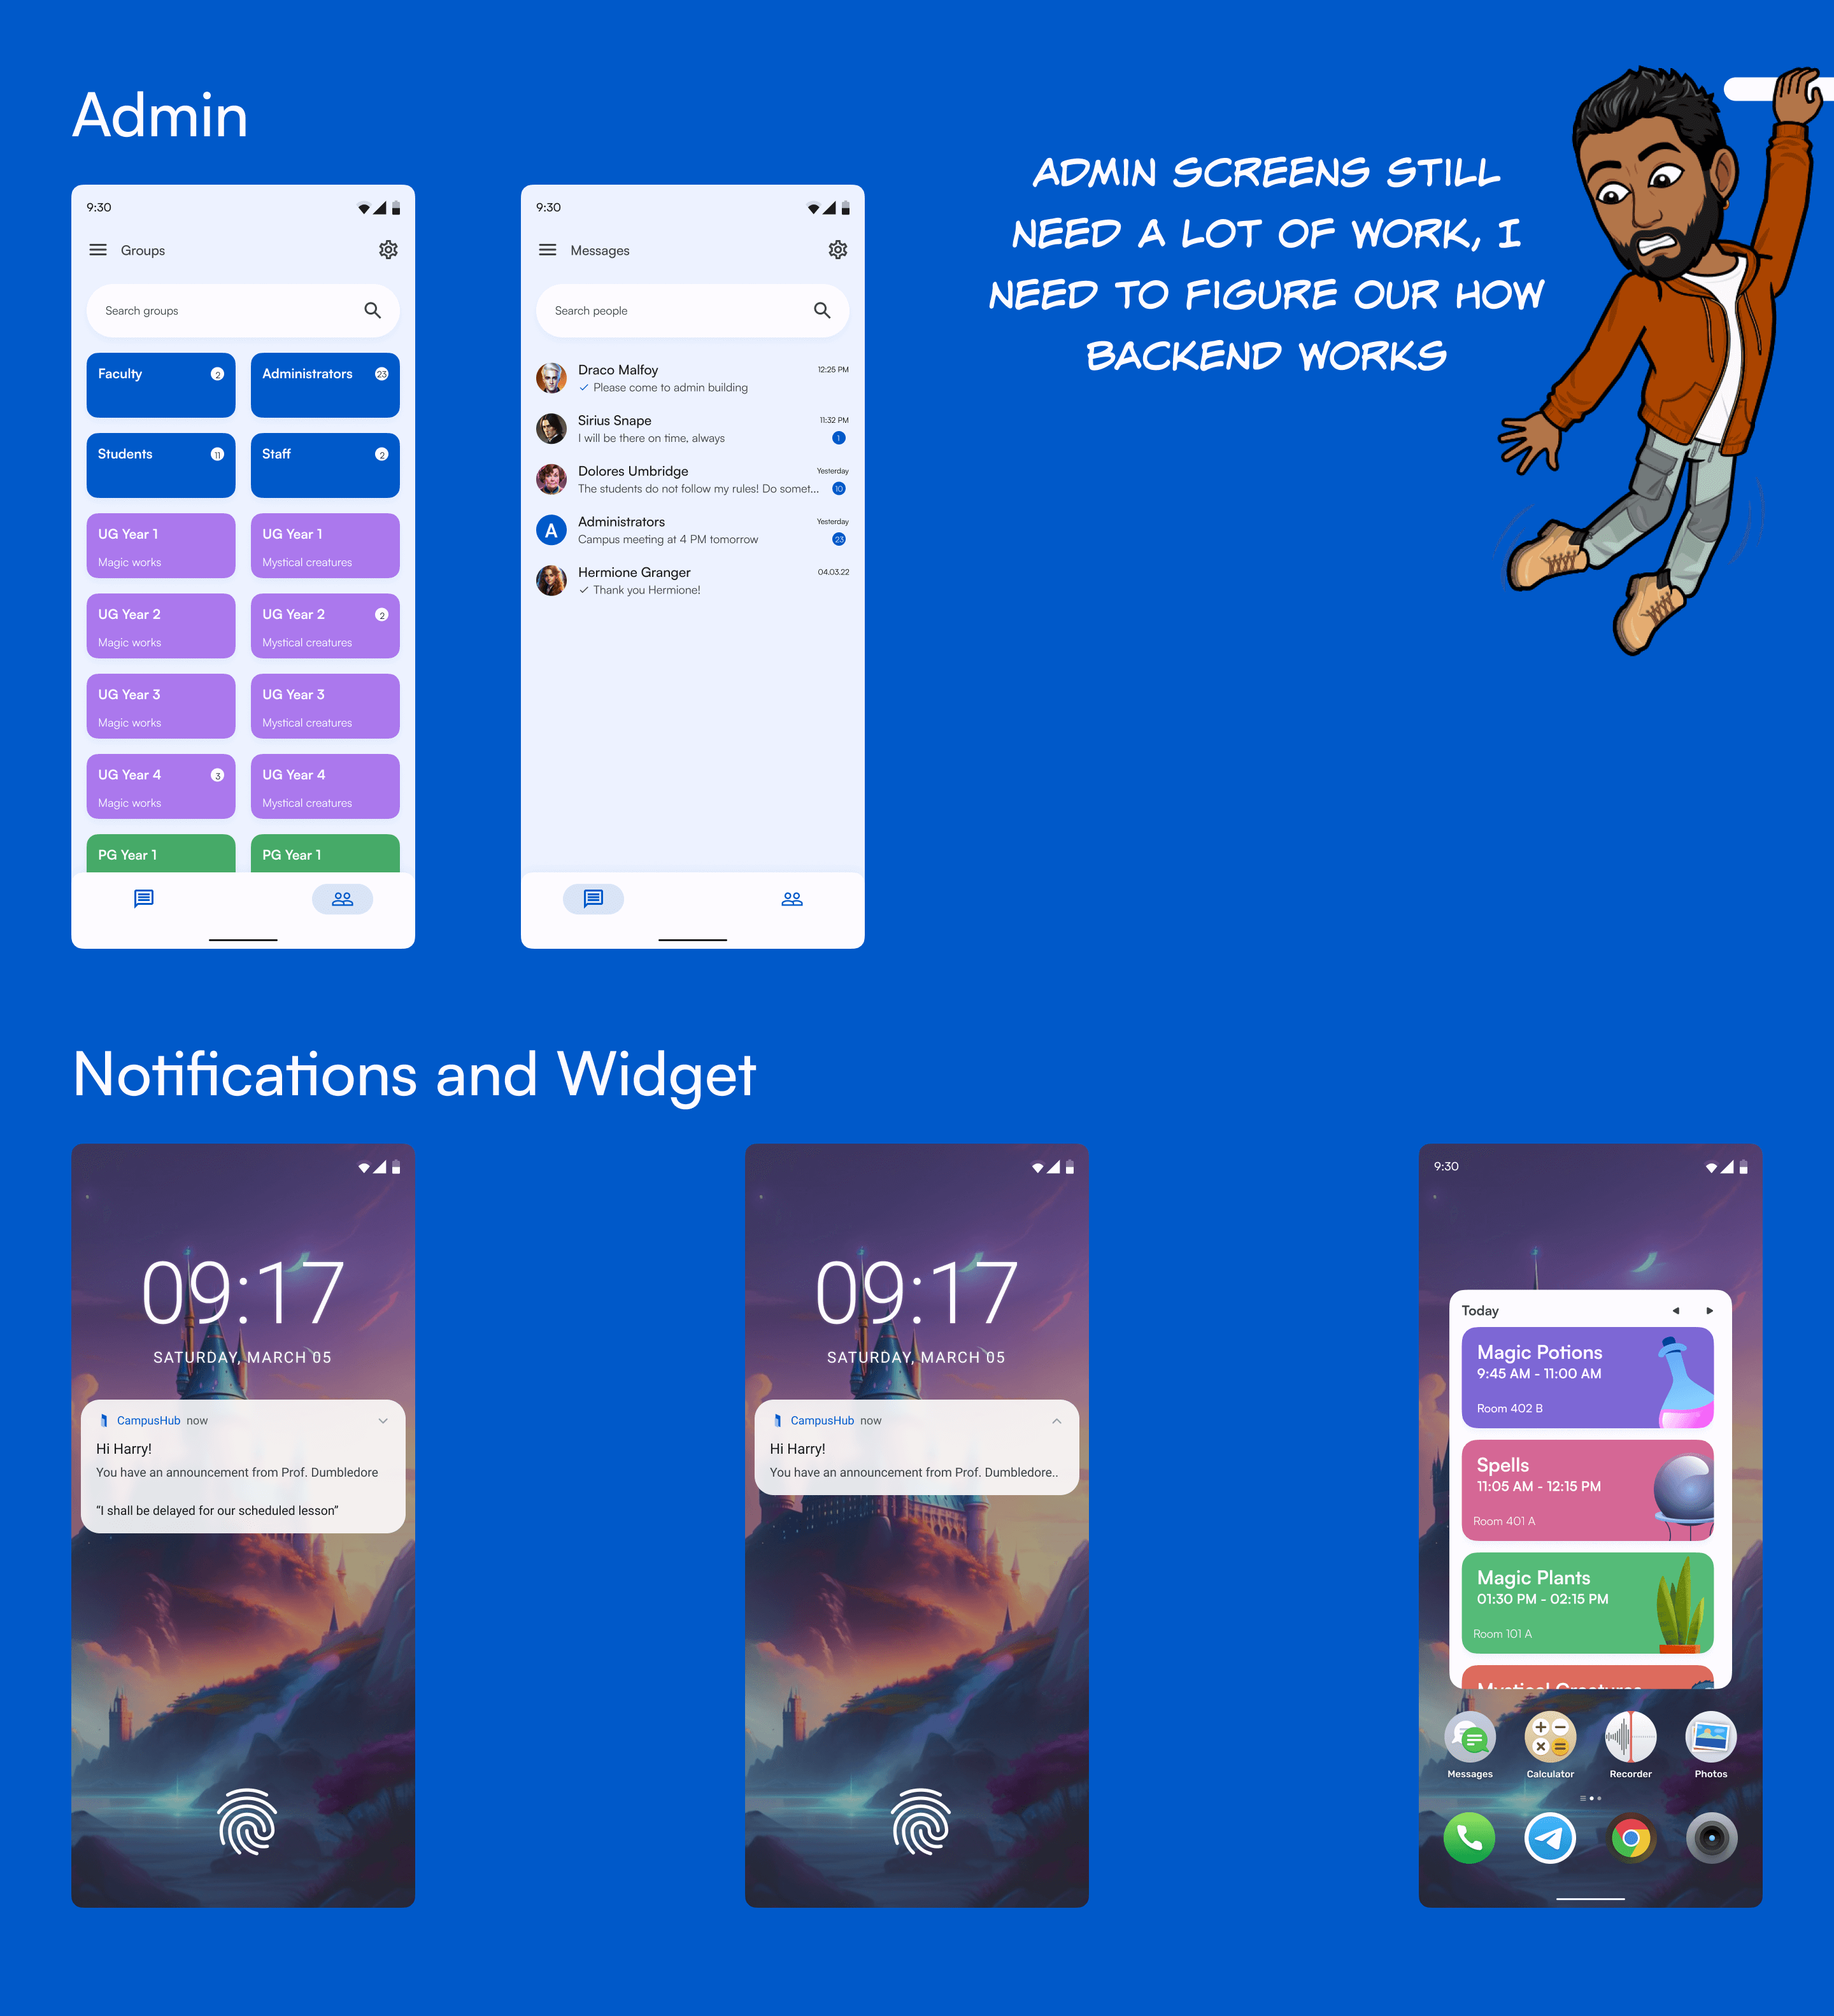 Admin
ADMIN SCREENS STILL
NEED A LOT OF WORK, I
NEED TO FIGURE OUR HOW
BACKEND WORKS
9:30
Groups
Search groups
Faculty 2
Administrators 23
Students 11
Staff 2
UG Year 1
Magic works
UG Year 1
Mystical creatures
UG Year 2
Magic works
UG Year 2 2
Mystical creatures
UG Year 3
Magic works
UG Year 3
Mystical creatures
UG Year 4 3
Magic works
UG Year 4
Mystical creatures
PG Year 1
PG Year 1
9:30
Messages
Search people
Draco Malfoy 12:25 PM
Please come to admin building
Sirius Snape 11:32 PM
I will be there on time, always 1
Dolores Umbridge Yesterday
The students do not follow my rules! Do somet... 10
A
Administrators Yesterday
Campus meeting at 4 PM tomorrow 23
Hermione Granger 04.03.22
Thank you Hermione!
Notifications and Widget
09:17
SATURDAY, MARCH 05
CampusHub now
Hi Harry!
You have an announcement from Prof. Dumbledore
“I shall be delayed for our scheduled lesson”
09:17
SATURDAY, MARCH 05
CampusHub now
Hi Harry!
You have an announcement from Prof. Dumbledore..
9:30
Today
Magic Potions
9:45 AM - 11:00 AM
Room 402 B
Spells
11:05 AM - 12:15 PM
Room 401 A
Magic Plants
01:30 PM - 02:15 PM
Room 101 A
Mystical Creatures
Messages Calculator Recorder Photos